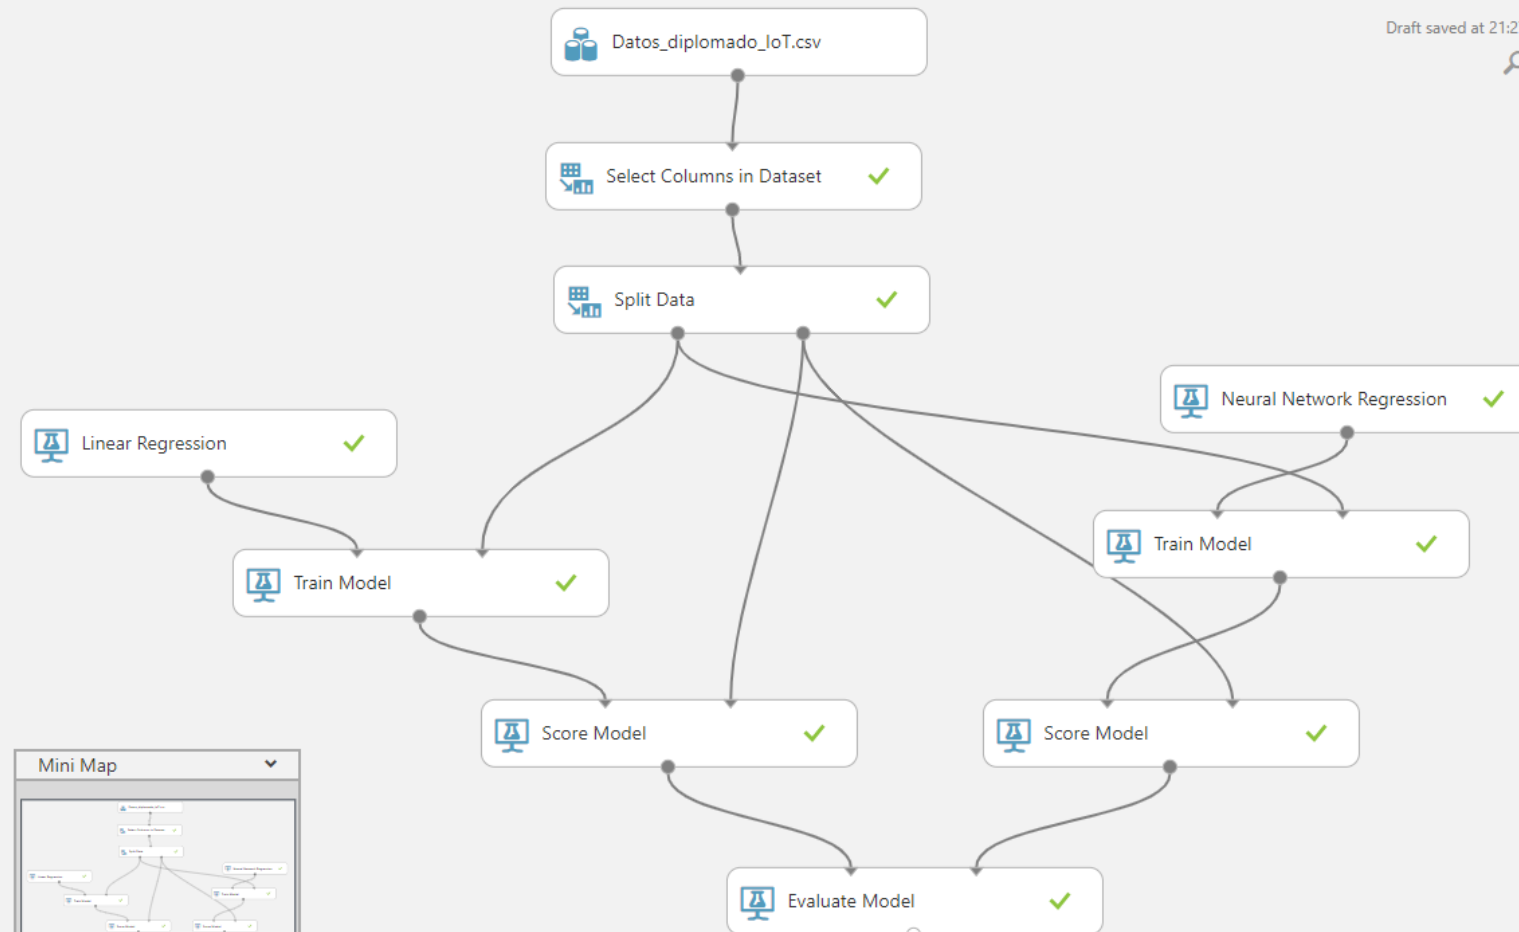 Datos_diplomado_IoT.csv
Draft saved at 21:2
Select Columns in Dataset
Split Data
Neural Network Regression
Linear Regression
Train Model
Train Model
Score Model
Score Model
Mini Map
Evaluate Model